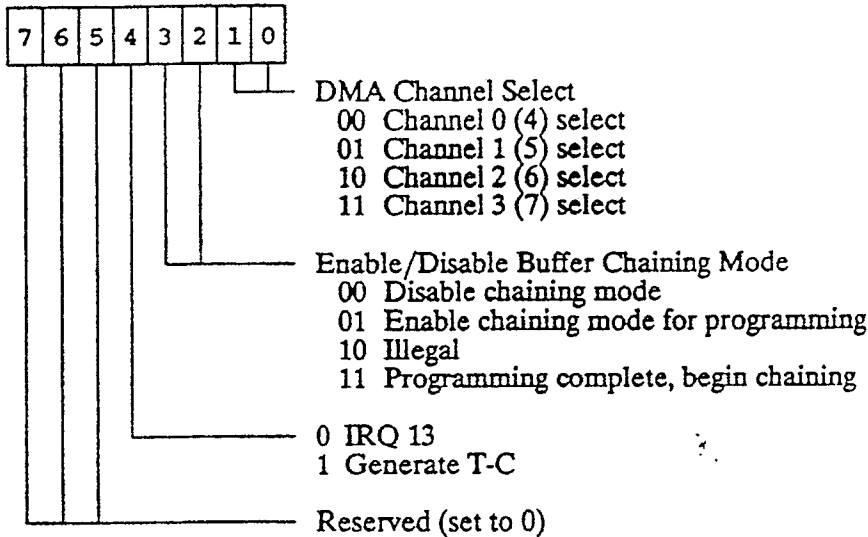 7 6 5 4 3 2 1 0
DMA Channel Select
00 Channel 0 (4) select
01 Channel 1 (5) select
10 Channel 2 (6) select
11 Channel 3 (7) select
Enable/Disable Buffer Chaining Mode
00 Disable chaining mode
01 Enable chaining mode for programming
10 Illegal
11 Programming complete, begin chaining
0 IRQ 13
1 Generate T-C
Reserved (set to 0)